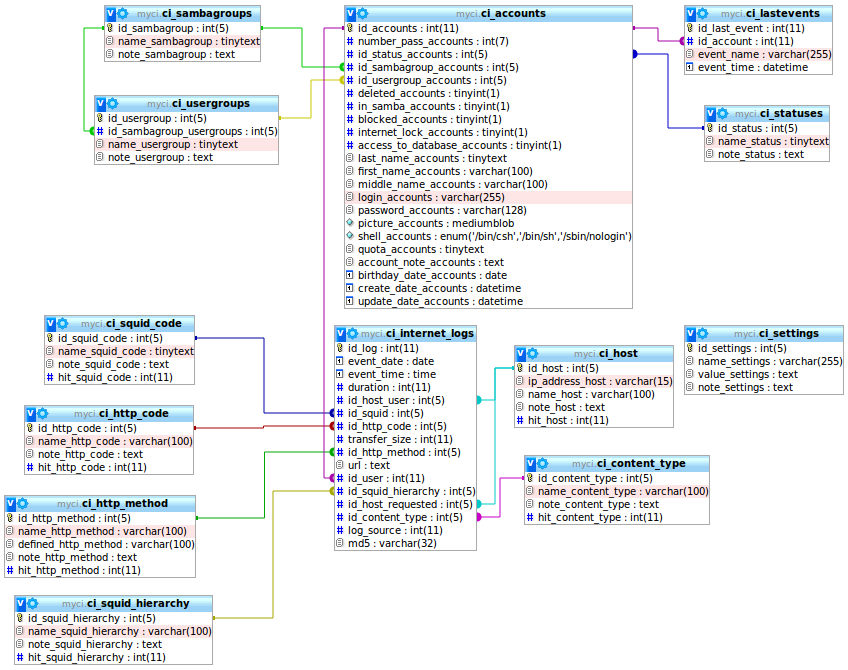 V myci.ci_sambagroups
id_sambagroup : int(5)
name_sambagroup : tinytext
note_sambagroup : text
V myci.ci_usergroups
id_usergroup : int(5)
# id_sambagroup_usergroups : int(5)
name_usergroup : tinytext
note_usergroup : text
V myci.ci_accounts
id_accounts : int(11)
# number_pass_accounts : int(7)
# id_status_accounts : int(5)
# id_sambagroup_accounts : int(5)
# id_usergroup_accounts : int(5)
# deleted_accounts : tinyint(1)
# in_samba_accounts : tinyint(1)
# blocked_accounts : tinyint(1)
# internet_lock_accounts : tinyint(1)
# access_to_database_accounts : tinyint(1)
last_name_accounts : tinytext
first_name_accounts : varchar(100)
middle_name_accounts : varchar(100)
login_accounts : varchar(255)
password_accounts : varchar(128)
picture_accounts : mediumblob
shell_accounts : enum('/bin/csh','/bin/sh','/sbin/nologin')
quota_accounts : tinytext
account_note_accounts : text
birthday_date_accounts : date
create_date_accounts : datetime
update_date_accounts : datetime
V myci.ci_lastevents
id_last_event : int(11)
# id_account : int(11)
event_name : varchar(255)
event_time : datetime
V myci.ci_statuses
id_status : int(5)
name_status : tinytext
note_status : text
V myci.ci_squid_code
id_squid_code : int(5)
name_squid_code : tinytext
note_squid_code : text
# hit_squid_code : int(11)
V myci.ci_http_code
id_http_code : int(5)
name_http_code : varchar(100)
note_http_code : text
# hit_http_code : int(11)
V myci.ci_http_method
id_http_method : int(5)
name_http_method : varchar(100)
defined_http_method : varchar(100)
note_http_method : text
# hit_http_method : int(11)
V myci.ci_squid_hierarchy
id_squid_hierarchy : int(5)
name_squid_hierarchy : varchar(100)
note_squid_hierarchy : text
# hit_squid_hierarchy : int(11)
V myci.ci_internet_logs
id_log : int(11)
event_date : date
event_time : time
# duration : int(11)
# id_host_user : int(5)
# id_squid : int(5)
# id_http_code : int(5)
# transfer_size : int(11)
# id_http_method : int(5)
url : text
# id_user : int(11)
# id_squid_hierarchy : int(5)
# id_host_requested : int(5)
# id_content_type : int(5)
# log_source : int(11)
md5 : varchar(32)
V myci.ci_host
id_host : int(5)
ip_address_host : varchar(15)
name_host : varchar(100)
note_host : text
# hit_host : int(11)
V myci.ci_content_type
id_content_type : int(5)
name_content_type : varchar(100)
note_content_type : text
# hit_content_type : int(11)
V myci.ci_settings
id_settings : int(5)
name_settings : varchar(255)
value_settings : text
note_settings : text